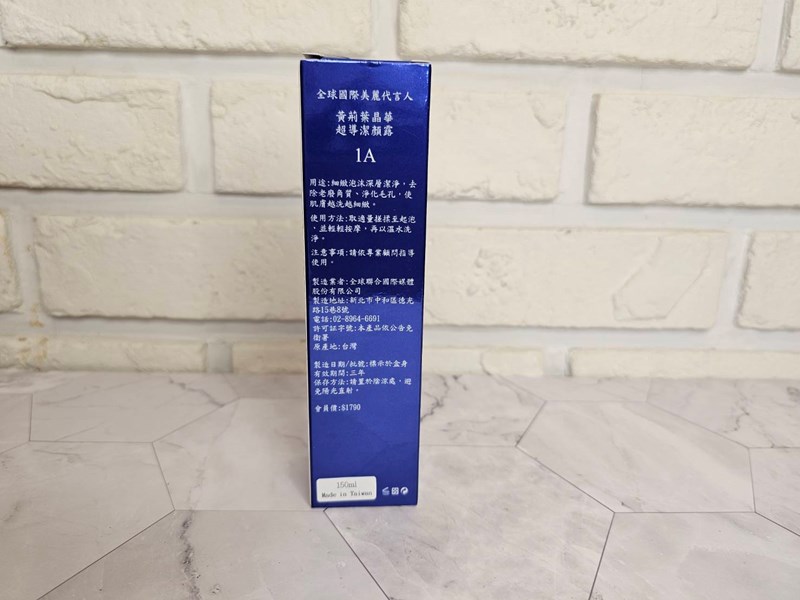 全球國際美麗代言人
黃荊葉晶華
超導潔顏露
1A
用途:細緻泡沫深層潔淨,去
除老廢角質、淨化毛孔,使
肌膚越洗越細緻。
使用方法:取適量搓揉至起泡
,並輕輕按摩,再以溫水洗
淨。
注意事項:請依專業顧問指導
使用。
製造業者:全球聯合國際媒體
股份有限公司
製造地址:新北市中和區德光
路15巷8號
電話:02-8964-6691
許可証字號:本產品依公告免
衛署
原產地:台灣
製造日期/批號:標示於盒身
有效期間:三年
保存方法:請置於陰涼處,避
免陽光直射。
會員價:$1790
150ml
Made in Taiwan